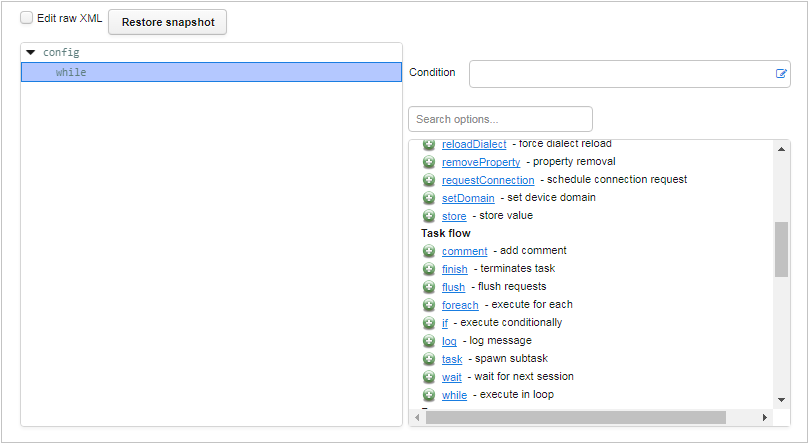 Edit raw XML Restore snapshot
config
while
Condition
Search options...
reloadDialect - force dialect reload
removeProperty - property removal
requestConnection - schedule connection request
setDomain - set device domain
store - store value
Task flow
comment - add comment
finish - terminates task
flush - flush requests
foreach - execute for each
if - execute conditionally
log - log message
task - spawn subtask
wait - wait for next session
while - execute in loop